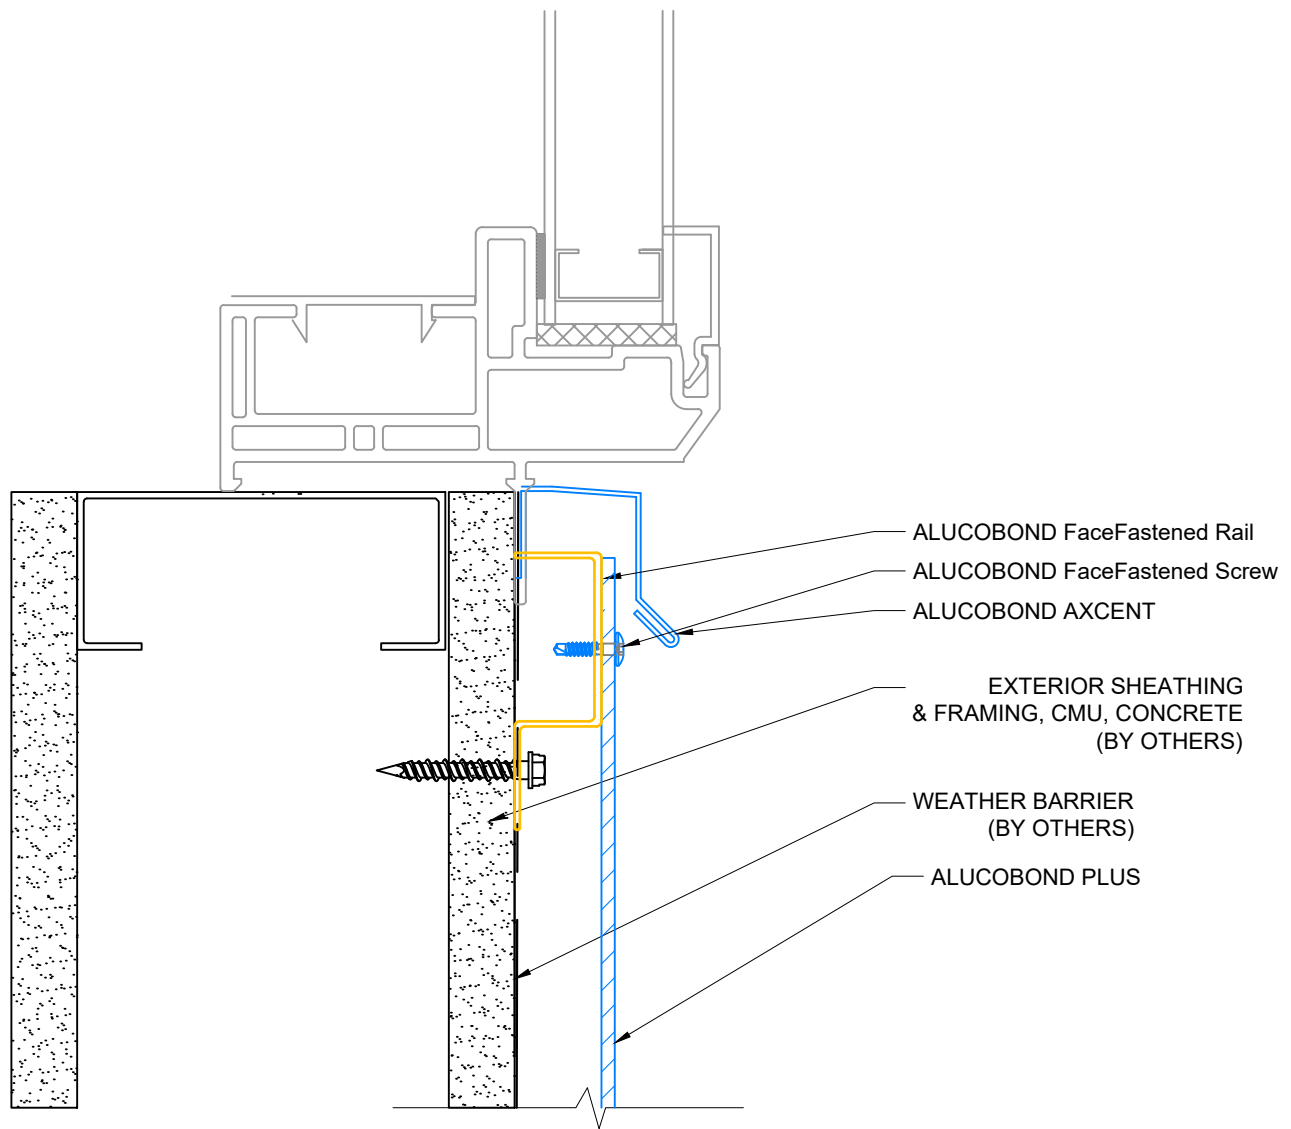 ALUCOBOND FaceFastened Rail
ALUCOBOND FaceFastened Screw
ALUCOBOND AXCENT
EXTERIOR SHEATHING
& FRAMING, CMU, CONCRETE
(BY OTHERS)
WEATHER BARRIER
(BY OTHERS)
ALUCOBOND PLUS